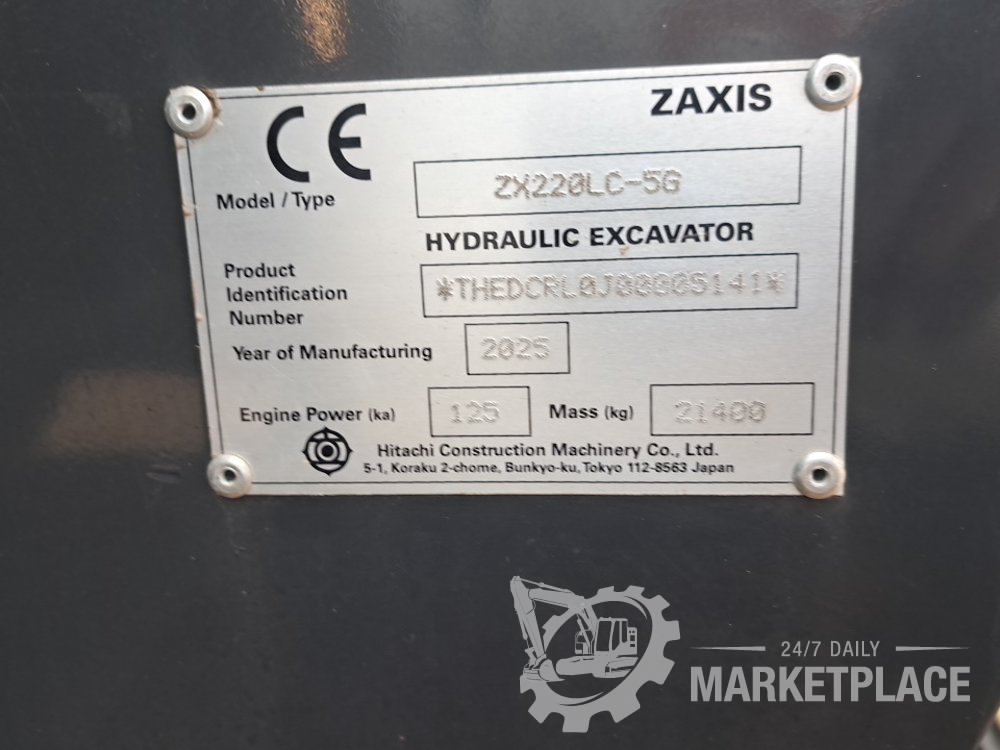 CE
ZAXIS
Model / Type ZX220LC-5G
HYDRAULIC EXCAVATOR
Product
Identification
Number
*THEDCRL0J00005141*
Year of Manufacturing 2025
Engine Power (ka) 125 Mass (kg) 21400
Hitachi Construction Machinery Co., Ltd.
5-1, Koraku 2-chome, Bunkyo-ku, Tokyo 112-8563 Japan
24/7 DAILY
MARKETPLACE